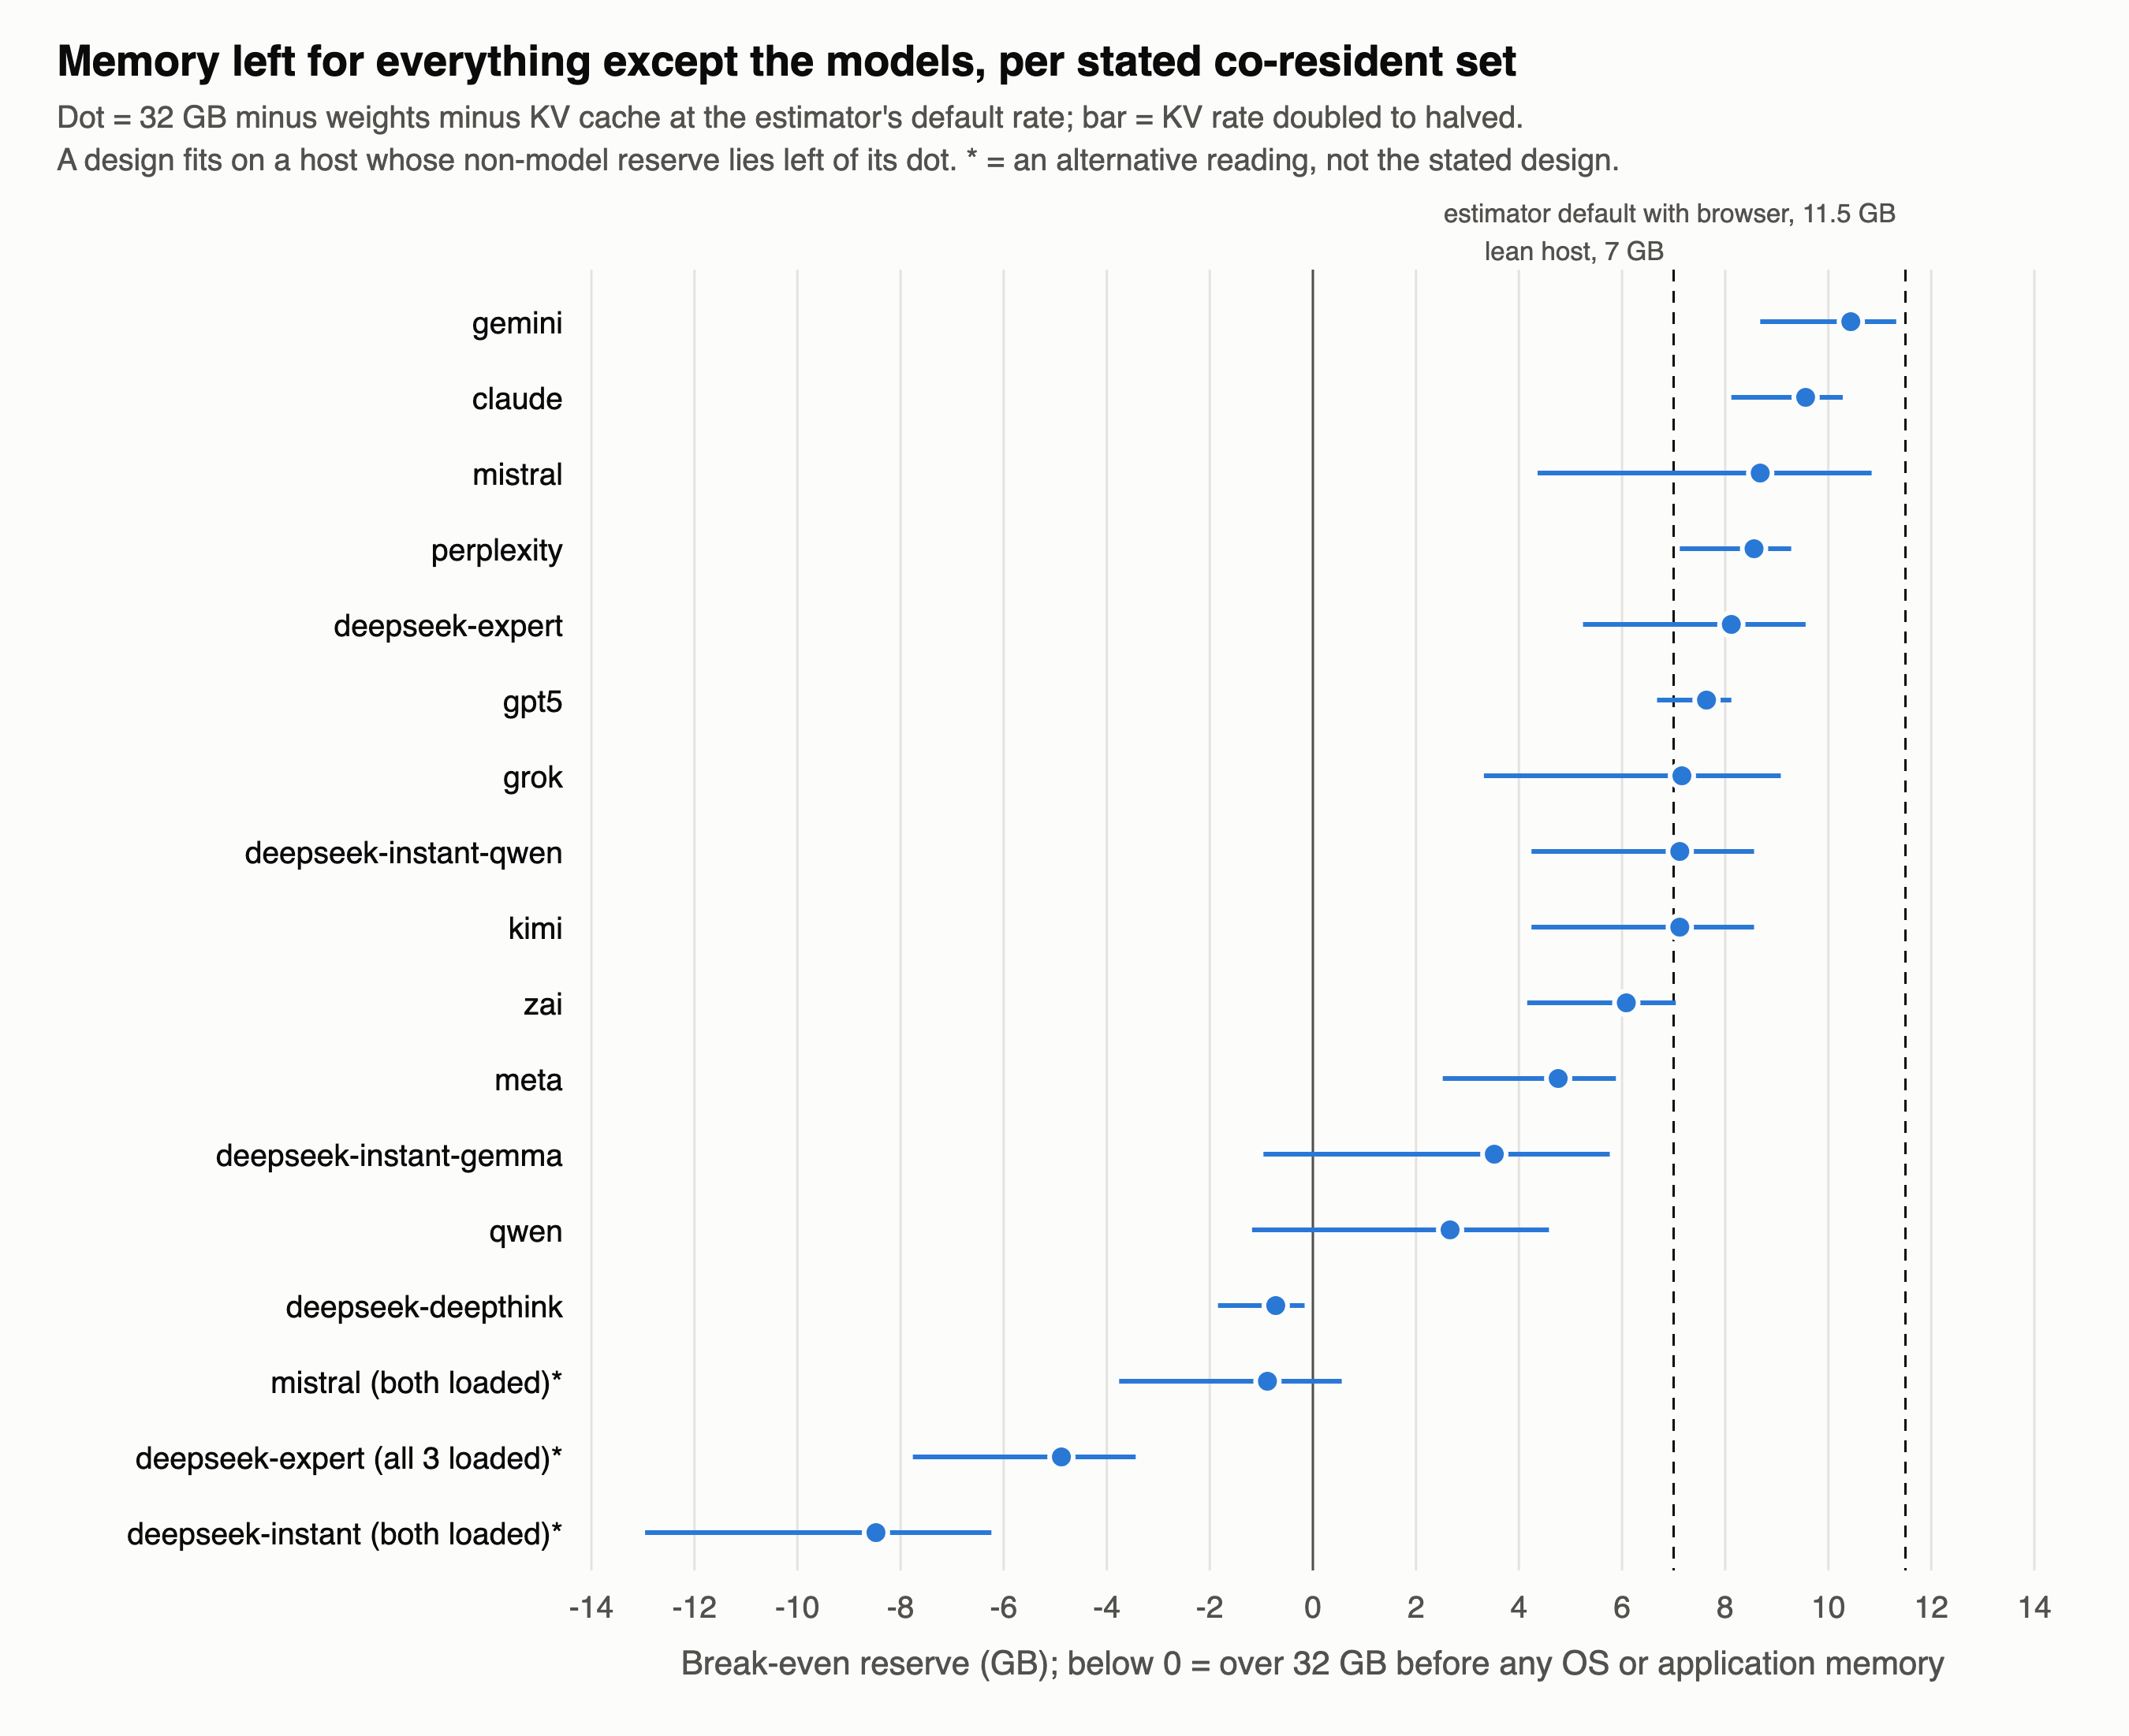 Memory left for everything except the models, per stated co-resident set
Dot = 32 GB minus weights minus KV cache at the estimator's default rate; bar = KV rate doubled to halved.
A design fits on a host whose non-model reserve lies left of its dot. * = an alternative reading, not the stated design.
estimator default with browser, 11.5 GB
lean host, 7 GB
gemini
claude
mistral
perplexity
deepseek-expert
gpt5
grok
deepseek-instant-qwen
kimi
zai
meta
deepseek-instant-gemma
qwen
deepseek-deepthink
mistral (both loaded)*
deepseek-expert (all 3 loaded)*
deepseek-instant (both loaded)*
-14 -12 -10 -8 -6 -4 -2 0 2 4 6 8 10 12 14
Break-even reserve (GB); below 0 = over 32 GB before any OS or application memory